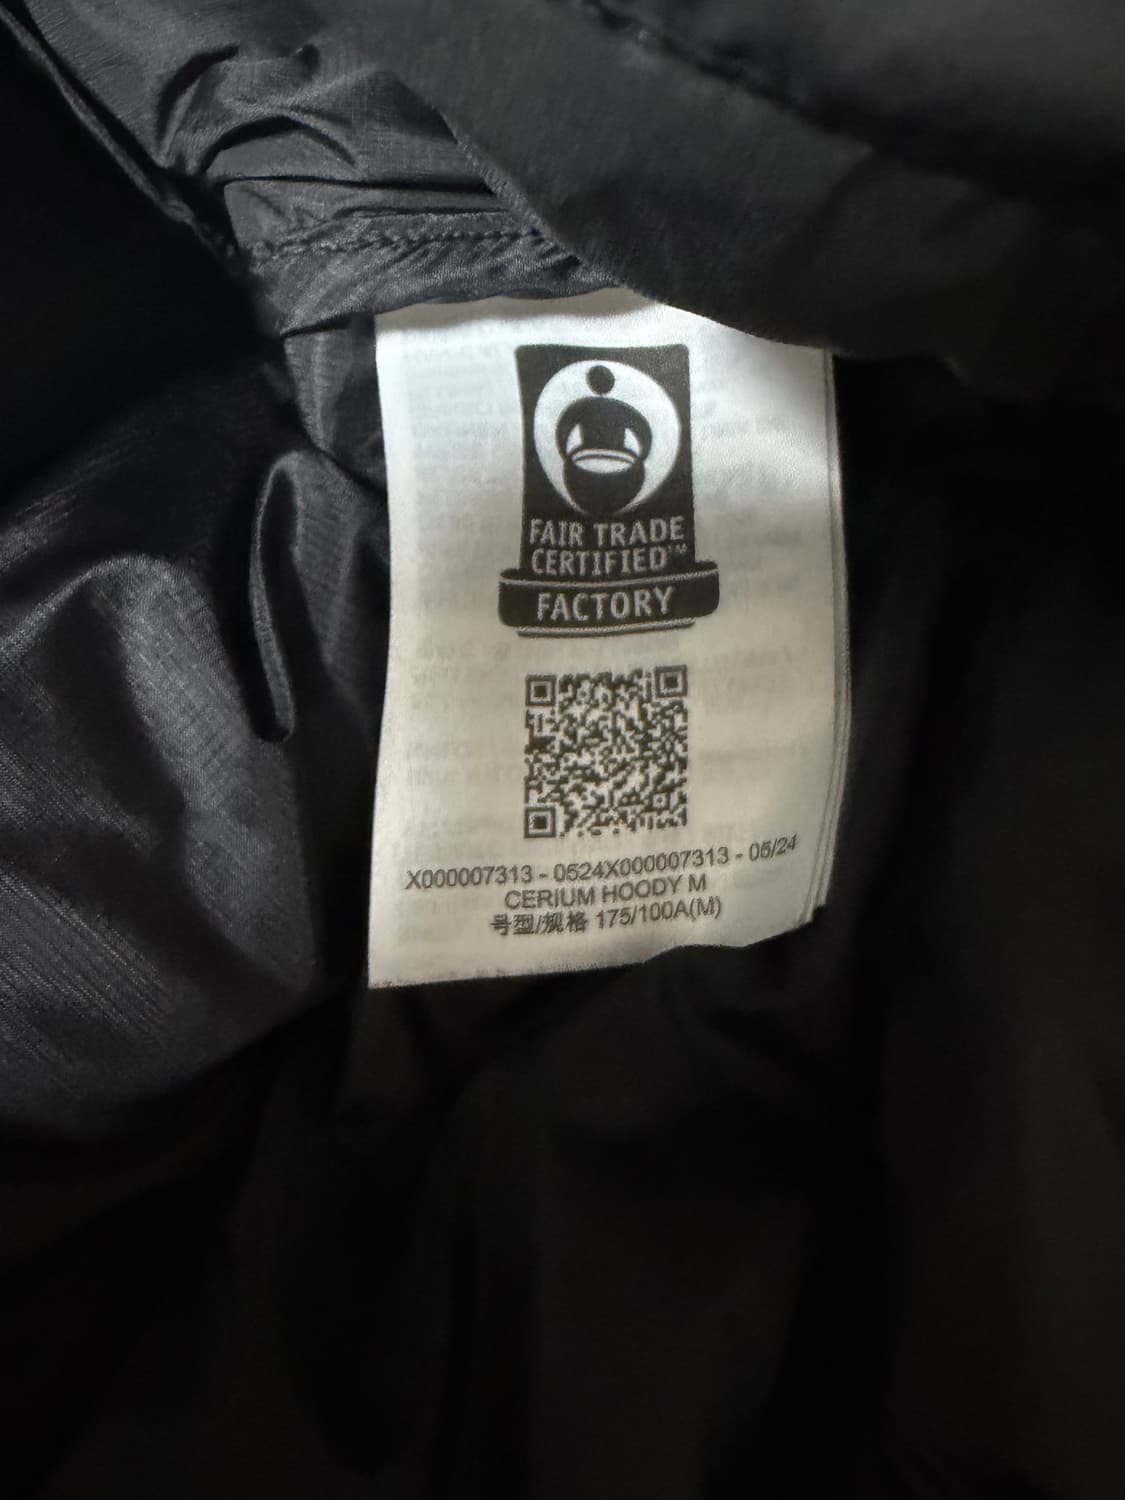 FAIR TRADE
CERTIFIED™
FACTORY
X000007313 - 0524X000007313 - 05/24
CERIUM HOODY M
号型/规格 175/100A(M)